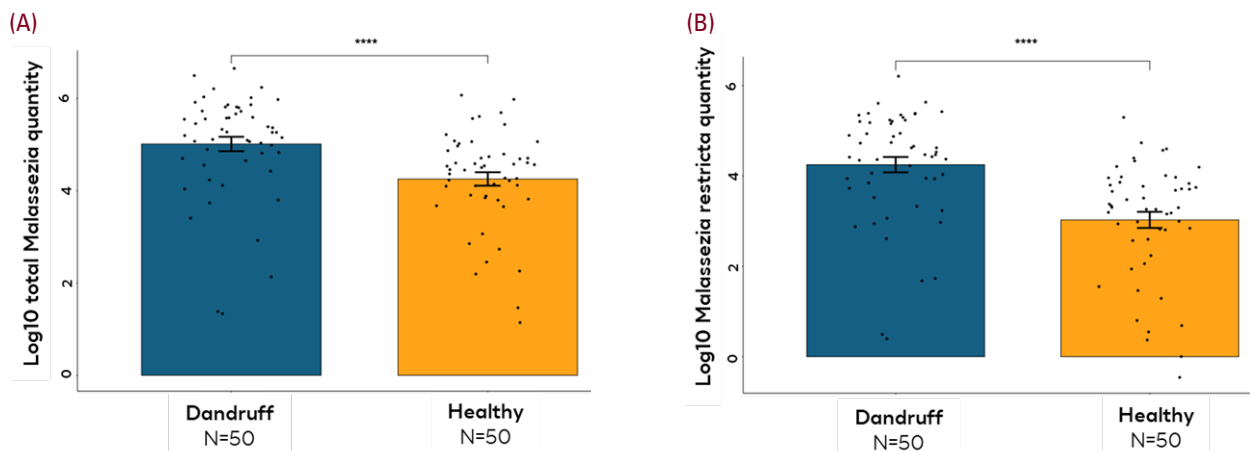 (A)
Log10 total Malassezia quantity
6
4
2
0
****
Dandruff
N=50
Healthy
N=50
(B)
Log10 Malassezia restricta quantity
6
4
2
0
****
Dandruff
N=50
Healthy
N=50